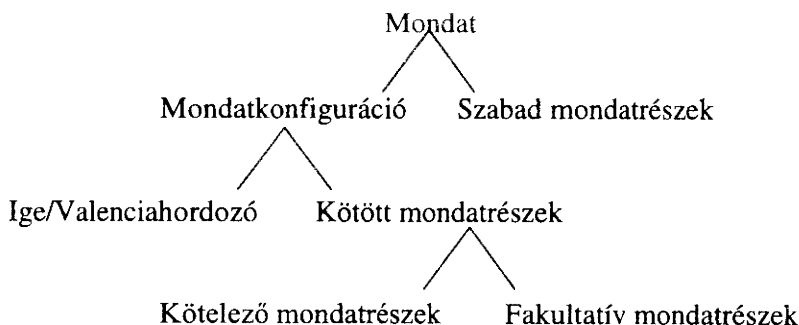 Mondat
Mondatkonfiguráció Szabad mondatrészek
Ige/Valenciahordozó Kötött mondatrészek
Kötelező mondatrészek Fakultatív mondatrészek